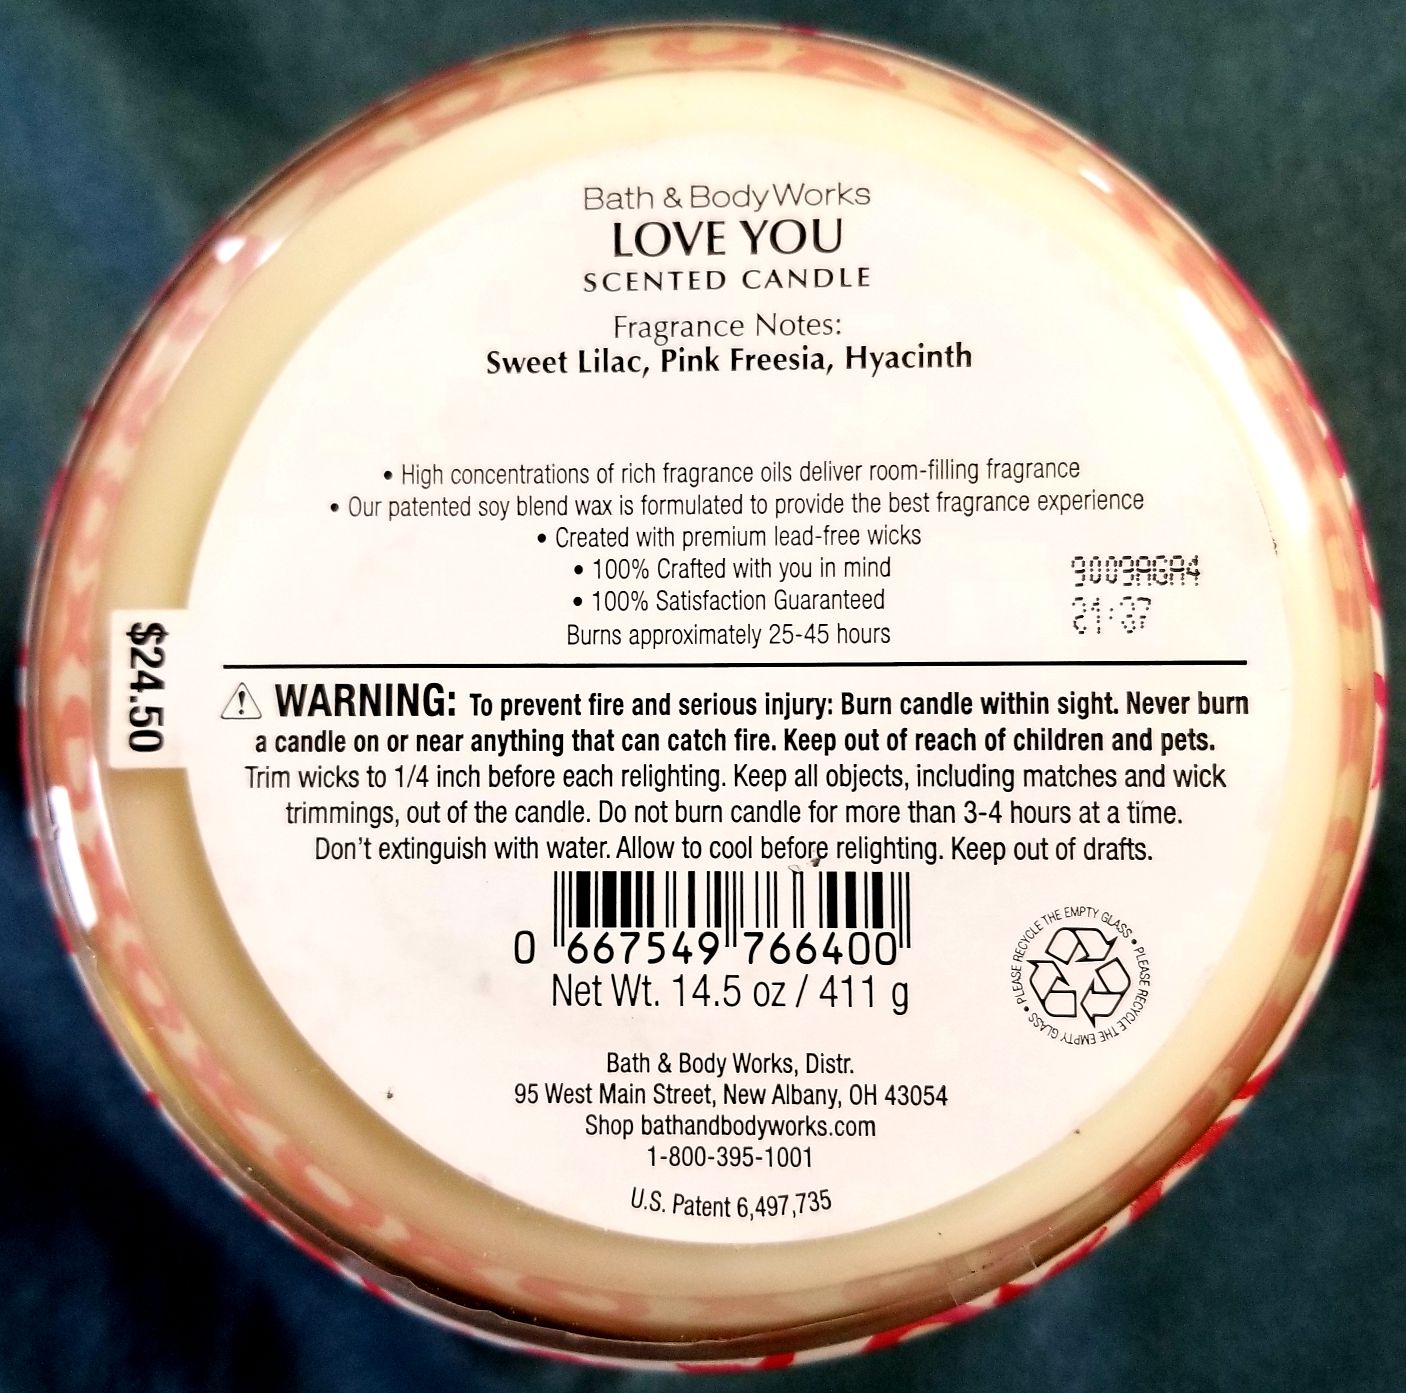 Bath & Body Works
LOVE YOU
SCENTED CANDLE
Fragrance Notes:
Sweet Lilac, Pink Freesia, Hyacinth
• High concentrations of rich fragrance oils deliver room-filling fragrance
• Our patented soy blend wax is formulated to provide the best fragrance experience
• Created with premium lead-free wicks
• 100% Crafted with you in mind
• 100% Satisfaction Guaranteed
Burns approximately 25-45 hours
9009AGA4
21:37
$24.50
⚠ WARNING: To prevent fire and serious injury: Burn candle within sight. Never burn
a candle on or near anything that can catch fire. Keep out of reach of children and pets.
Trim wicks to 1/4 inch before each relighting. Keep all objects, including matches and wick
trimmings, out of the candle. Do not burn candle for more than 3-4 hours at a time.
Don't extinguish with water. Allow to cool before relighting. Keep out of drafts.
0 667549 766400
Net Wt. 14.5 oz / 411 g
• PLEASE RECYCLE THE EMPTY GLASS • PLEASE RECYCLE THE EMPTY GLASS
Bath & Body Works, Distr.
95 West Main Street, New Albany, OH 43054
Shop bathandbodyworks.com
1-800-395-1001
U.S. Patent 6,497,735